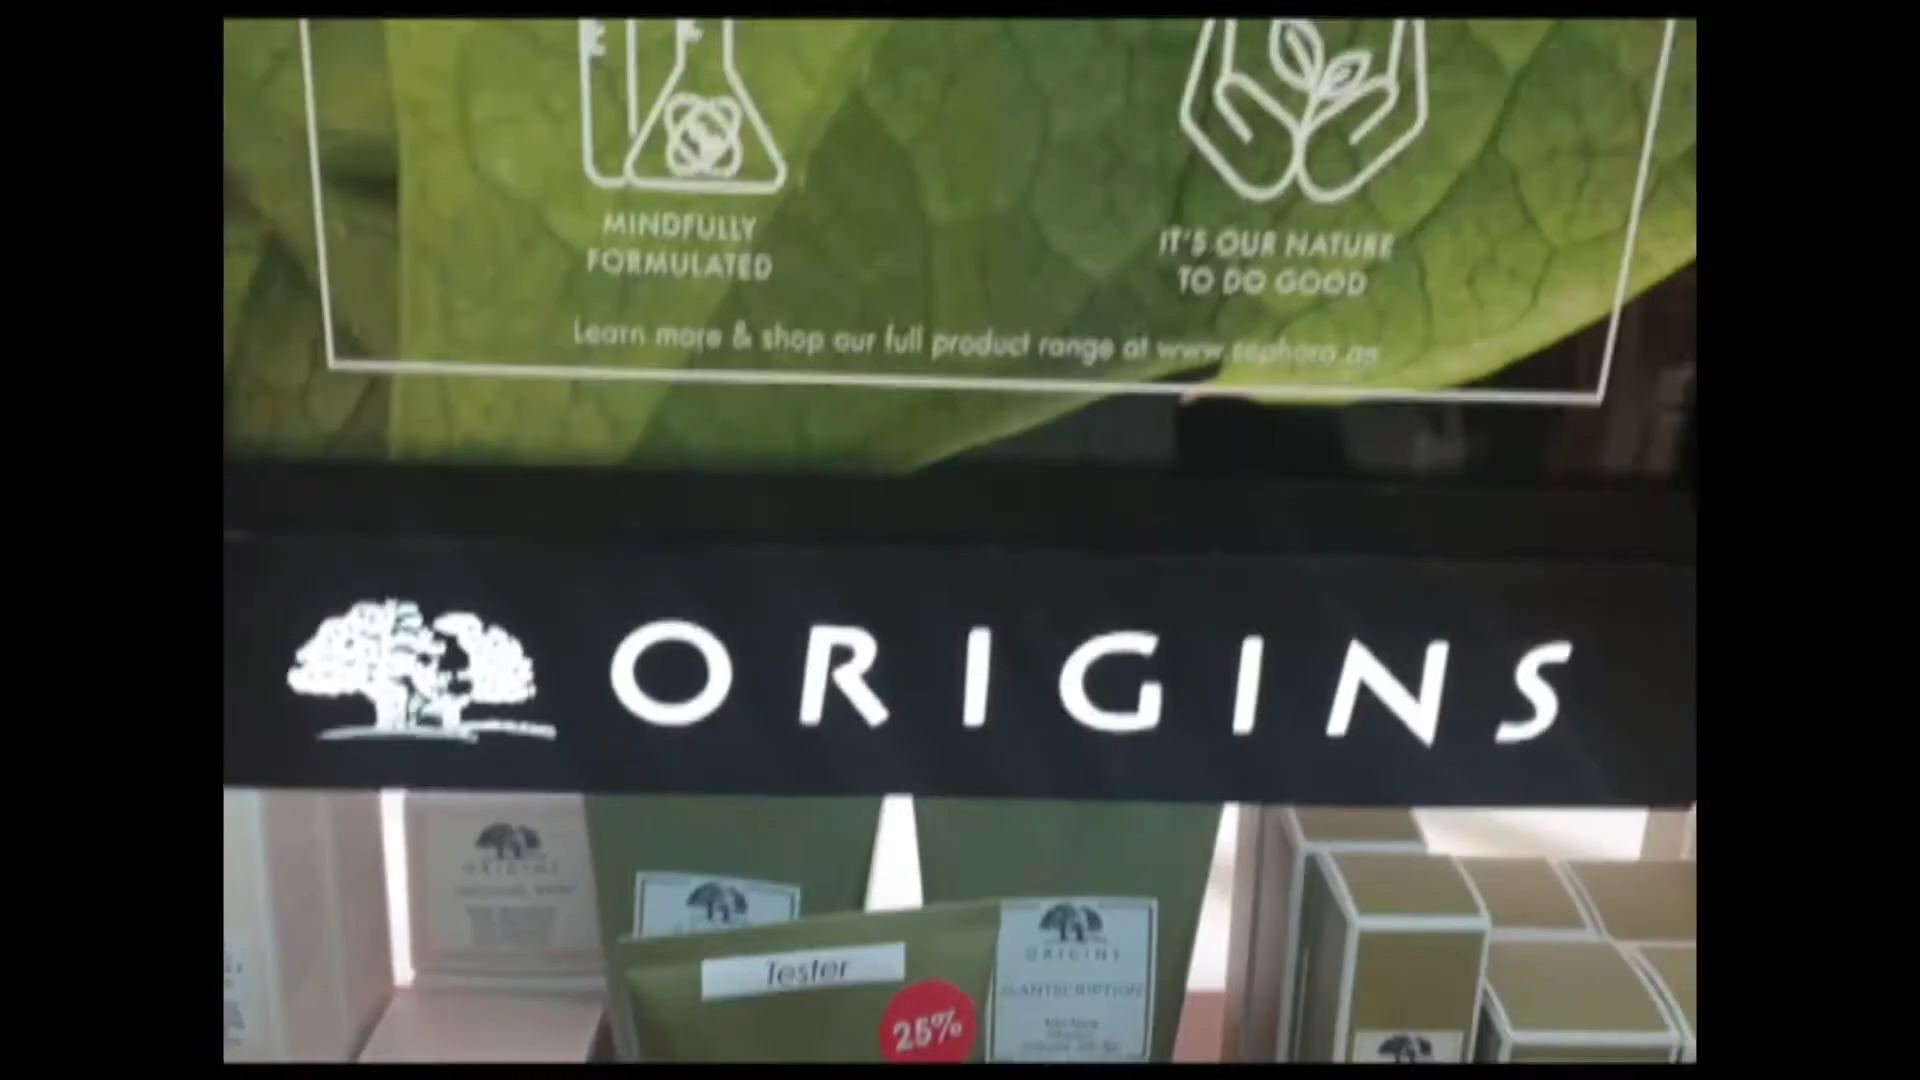 MINDFULLY
FORMULATED
IT'S OUR NATURE
TO DO GOOD
Learn more & shop our full product range at www.sephora.ae
ORIGINS
ORIGINS
Tester
25%
ORIGINS
PLANTSCRIPTION